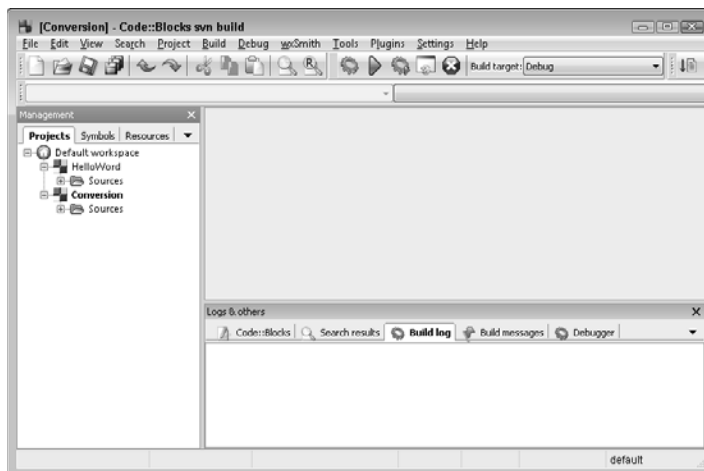 [Conversion] - Code::Blocks svn build
File Edit View Search Project Build Debug wxSmith Tools Plugins Settings Help
Build target: Debug
Management
Projects Symbols Resources
Default workspace
HelloWord
Sources
Conversion
Sources
Logs & others
Code::Blocks Search results Build log Build messages Debugger
default